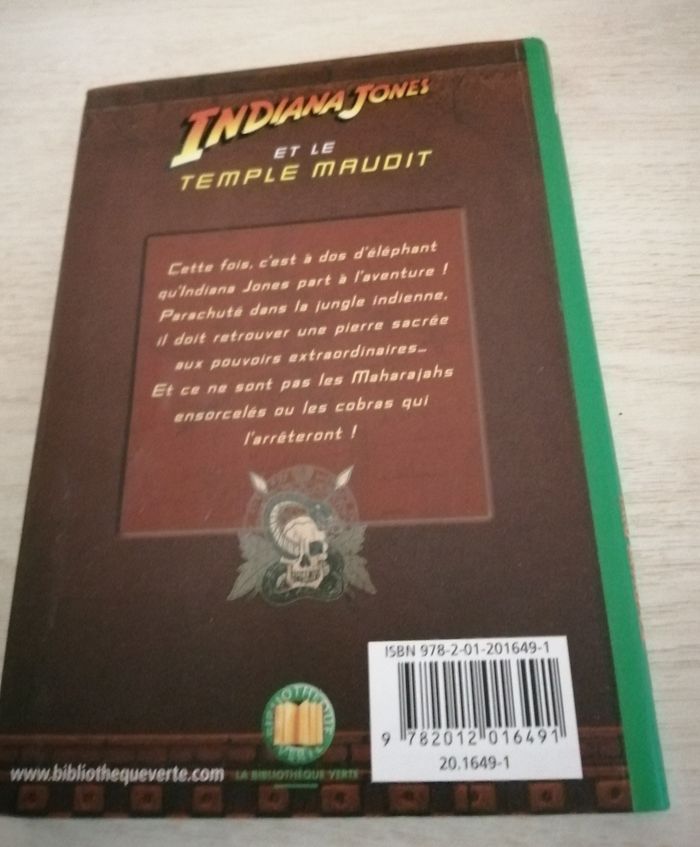 INDIANA JONES
ET LE
TEMPLE MAUDIT
Cette fois, c'est à dos d'éléphant
qu'Indiana Jones part à l'aventure !
Parachuté dans la jungle indienne,
il doit retrouver une pierre sacrée
aux pouvoirs extraordinaires…
Et ce ne sont pas les Maharajahs
ensorcelés ou les cobras qui
l'arrêteront !
ISBN 978-2-01-201649-1
9 782012 016491
20.1649-1
BIBLIOTHEQUE
VERTE
www.bibliothequeverte.com
LA BIBLIOTHÈQUE VERTE